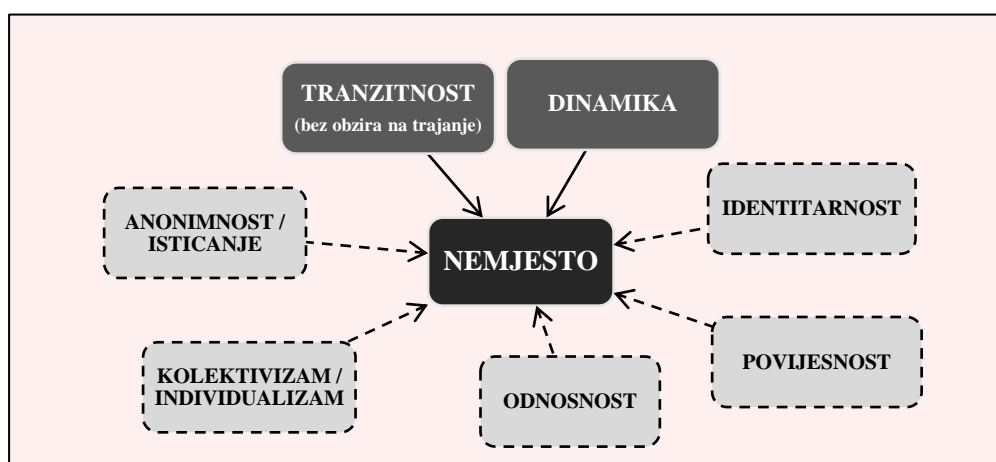 TRANZITNOST
(bez obzira na trajanje)
DINAMIKA
ANONIMNOST /
ISTICANJE
IDENTITARNOST
NEMJESTO
KOLEKTIVIZAM /
INDIVIDUALIZAM
ODNOSNOST
POVIJESNOST